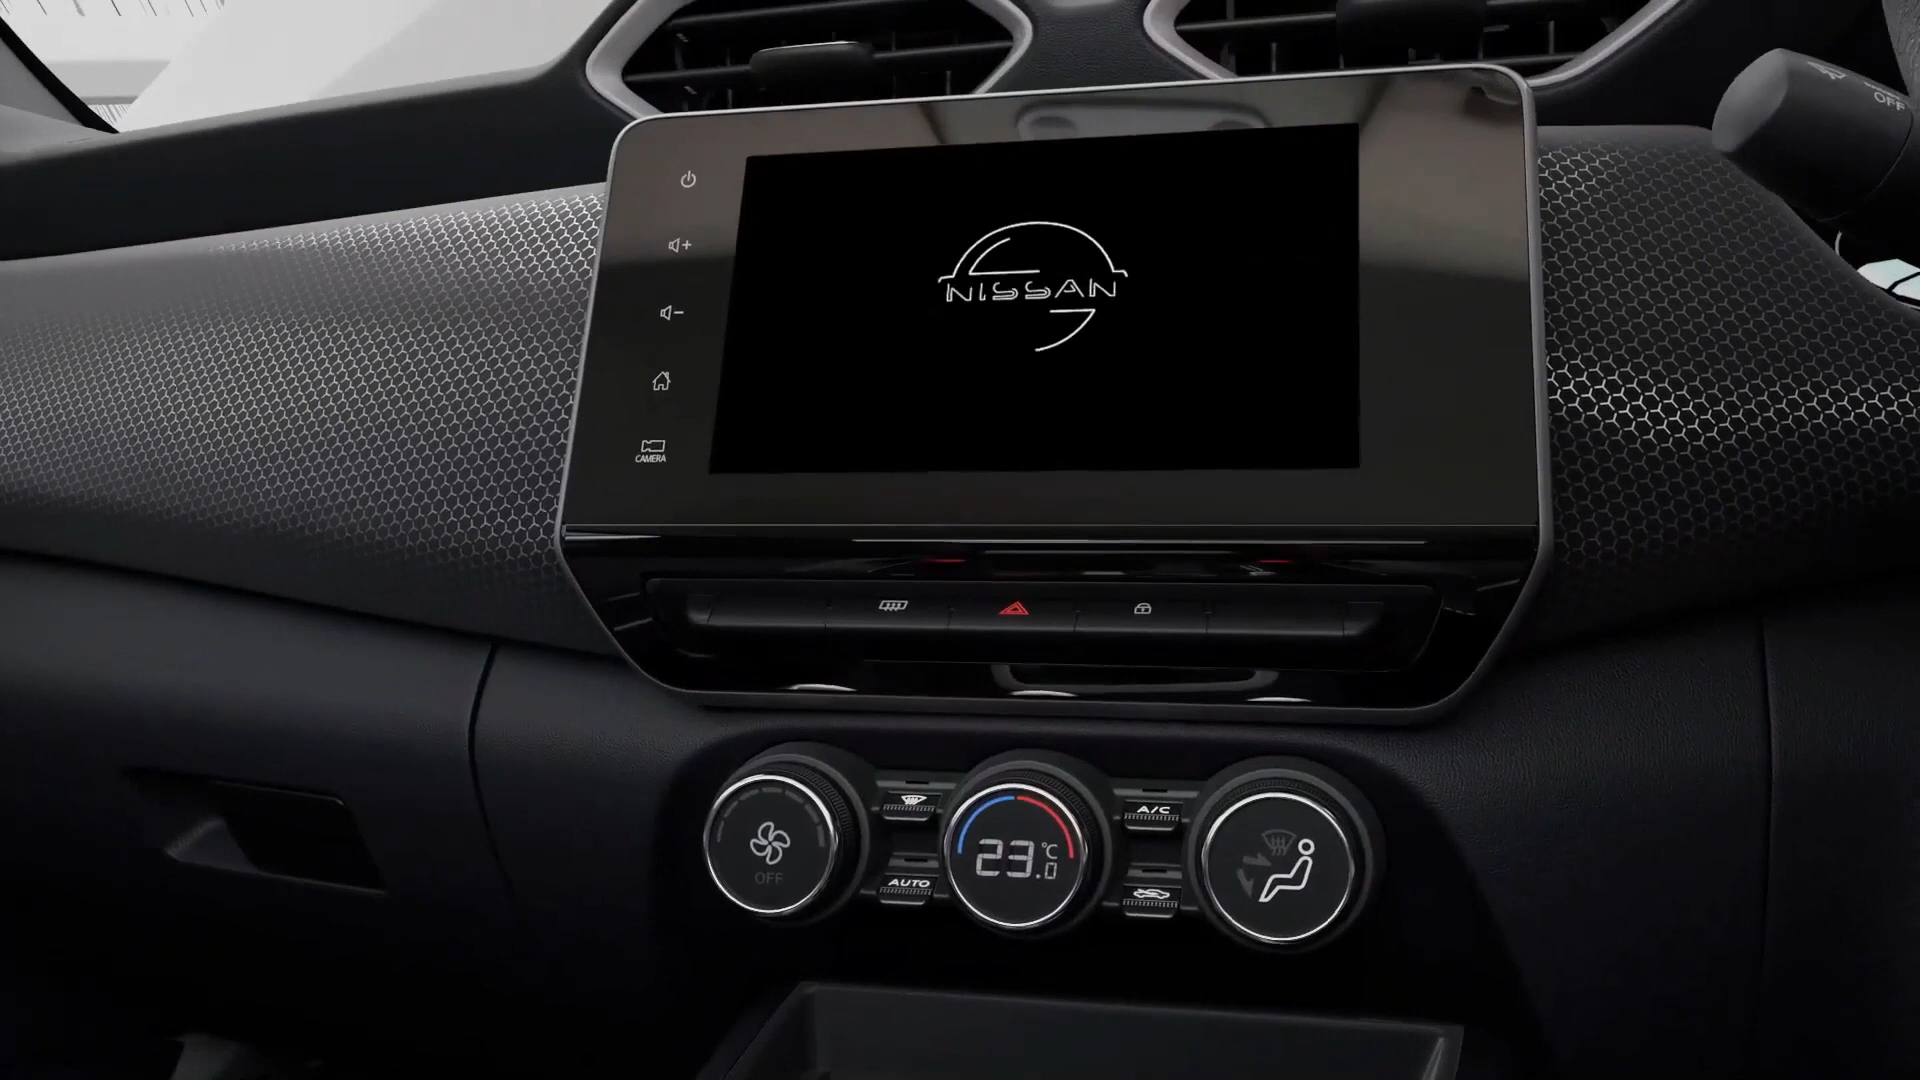 OFF
NISSAN
CAMERA
A/C
23.0 °C
OFF
AUTO